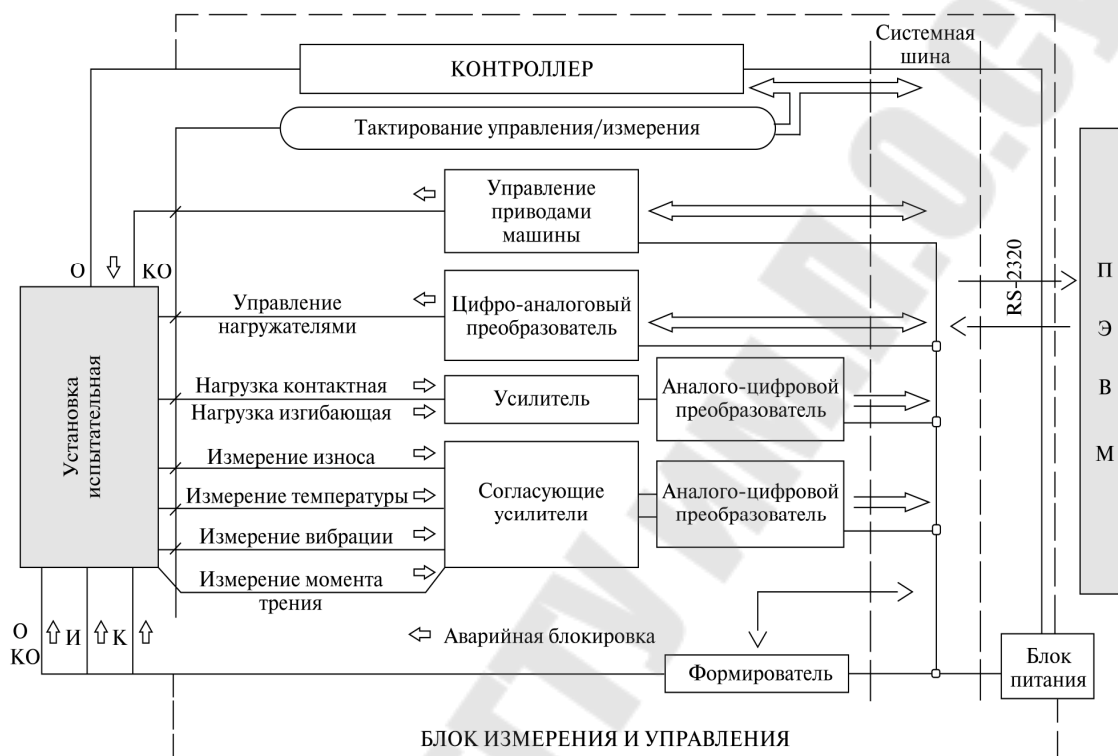 Системная
шина
КОНТРОЛЛЕР
Тактирование управления/измерения
Управление
приводами
машины
О
КО
RS-2320
П
Э
В
М
Управление
нагружателями
Цифро-аналоговый
преобразователь
Установка
испытательная
Нагрузка контактная
Нагрузка изгибающая
Усилитель
Аналого-цифровой
преобразователь
Измерение износа
Измерение температуры
Измерение вибрации
Измерение момента
трения
Согласующие
усилители
Аналого-цифровой
преобразователь
О
КО
И
К
Аварийная блокировка
Формирователь
Блок
питания
БЛОК ИЗМЕРЕНИЯ И УПРАВЛЕНИЯ